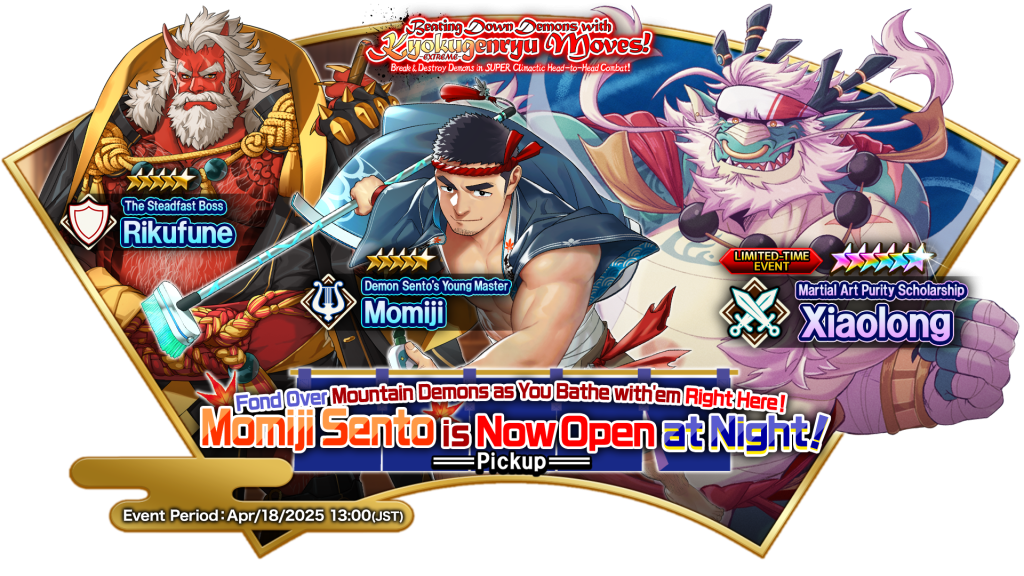 Beating Down Demons with
Kyokugenryu Moves!
-EXTREME-
Break & Destroy Demons in SUPER Climactic Head-to-Head Combat!
The Steadfast Boss
Rikufune
Demon Sento's Young Master
Momiji
LIMITED-TIME
EVENT
Martial Art Purity Scholarship
Xiaolong
Fond Over Mountain Demons as You Bathe with'em Right Here!
Momiji Sento is Now Open at Night!
Pickup
Event Period：Apr/18/2025 13:00(JST)